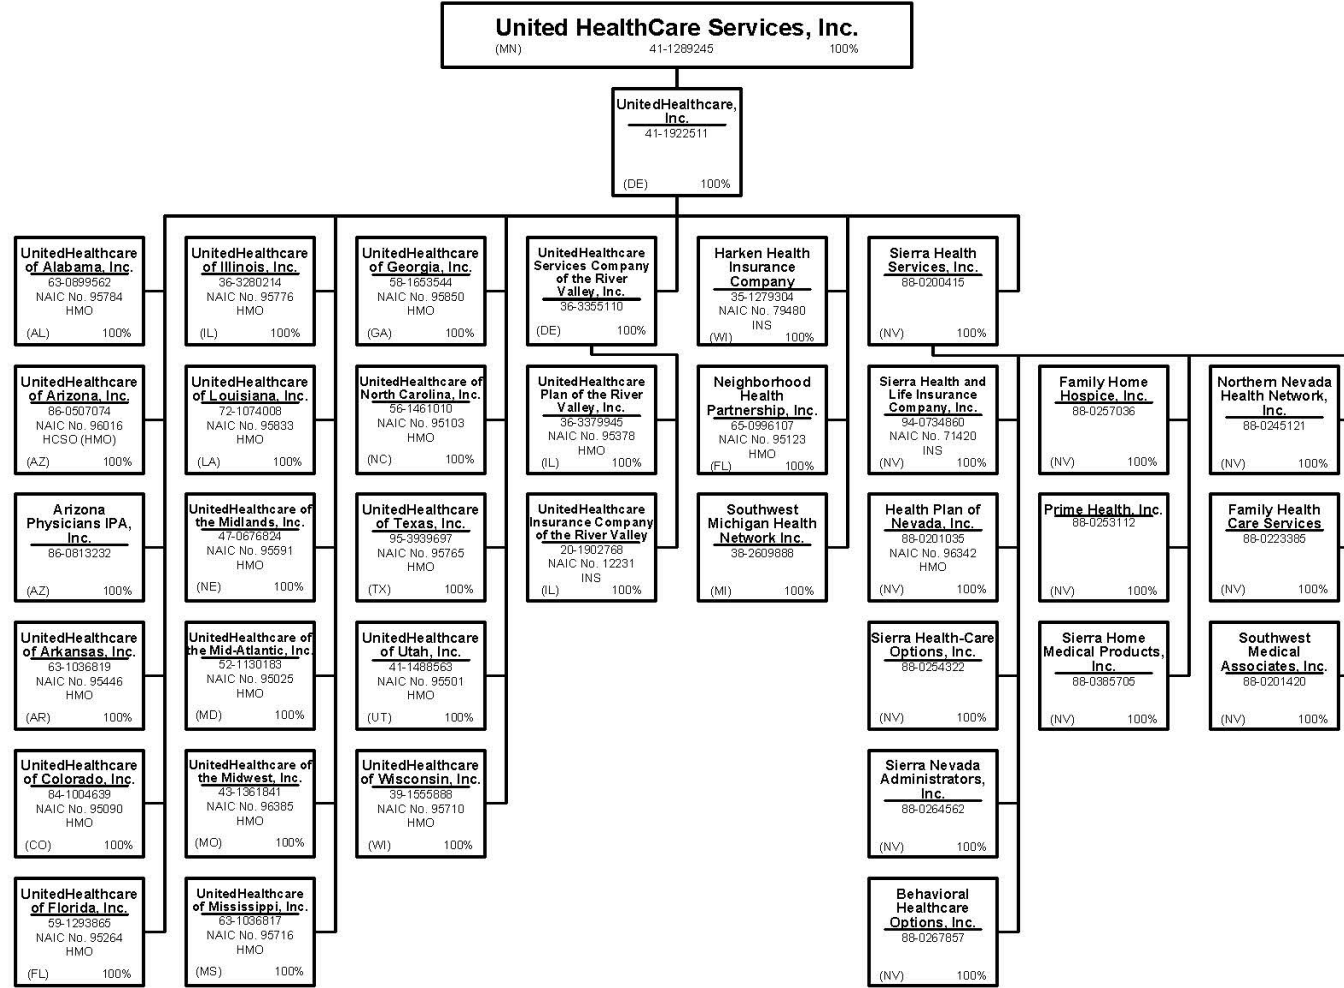 United HealthCare Services, Inc.
(MN) 41-1289245 100%
UnitedHealthcare,
Inc.
41-1922511
(DE) 100%
UnitedHealthcare
of Alabama, Inc.
63-0899562
NAIC No. 95784
HMO
(AL) 100%
UnitedHealthcare
of Illinois, Inc.
36-3280214
NAIC No. 95776
HMO
(IL) 100%
UnitedHealthcare
of Georgia, Inc.
58-1653544
NAIC No. 95850
HMO
(GA) 100%
UnitedHealthcare
Services Company
of the River
Valley, Inc.
36-3355110
(DE) 100%
Harken Health
Insurance
Company
35-1279304
NAIC No. 79480
INS
(WI) 100%
Sierra Health
Services, Inc.
88-0200415
(NV) 100%
UnitedHealthcare
of Arizona, Inc.
86-0507074
NAIC No. 96016
HCSO (HMO)
(AZ) 100%
UnitedHealthcare
of Louisiana, Inc.
72-1074008
NAIC No. 95833
HMO
(LA) 100%
UnitedHealthcare of
North Carolina, Inc.
56-1461010
NAIC No. 95103
HMO
(NC) 100%
UnitedHealthcare
Plan of the River
Valley, Inc.
36-3379945
NAIC No. 95378
HMO
(IL) 100%
Neighborhood
Health
Partnership, Inc.
65-0996107
NAIC No. 95123
HMO
(FL) 100%
Sierra Health and
Life Insurance
Company, Inc.
94-0734860
NAIC No. 71420
INS
(NV) 100%
Family Home
Hospice, Inc.
88-0257036
(NV) 100%
Northern Nevada
Health Network,
Inc.
88-0245121
(NV) 100%
Arizona
Physicians IPA,
Inc.
86-0813232
(AZ) 100%
UnitedHealthcare of
the Midlands, Inc.
47-0676824
NAIC No. 95591
HMO
(NE) 100%
UnitedHealthcare
of Texas, Inc.
95-3939697
NAIC No. 95765
HMO
(TX) 100%
UnitedHealthcare
Insurance Company
of the River Valley
20-1902768
NAIC No. 12231
INS
(IL) 100%
Southwest
Michigan Health
Network Inc.
38-2609888
(MI) 100%
Health Plan of
Nevada, Inc.
88-0201035
NAIC No. 96342
HMO
(NV) 100%
Prime Health, Inc.
88-0253112
(NV) 100%
Family Health
Care Services
88-0223385
(NV) 100%
UnitedHealthcare
of Arkansas, Inc.
63-1036819
NAIC No. 95446
HMO
(AR) 100%
UnitedHealthcare of
the Mid-Atlantic, Inc.
52-1130183
NAIC No. 95025
HMO
(MD) 100%
UnitedHealthcare
of Utah, Inc.
41-1488563
NAIC No. 95501
HMO
(UT) 100%
Sierra Health-Care
Options, Inc.
88-0254322
(NV) 100%
Sierra Home
Medical Products,
Inc.
88-0385705
(NV) 100%
Southwest
Medical
Associates, Inc.
88-0201420
(NV) 100%
UnitedHealthcare
of Colorado, Inc.
84-1004639
NAIC No. 95090
HMO
(CO) 100%
UnitedHealthcare of
the Midwest, Inc.
43-1361841
NAIC No. 96385
HMO
(MO) 100%
UnitedHealthcare
of Wisconsin, Inc.
39-1555888
NAIC No. 95710
HMO
(WI) 100%
Sierra Nevada
Administrators,
Inc.
88-0264562
(NV) 100%
UnitedHealthcare
of Florida, Inc.
59-1293865
NAIC No. 95264
HMO
(FL) 100%
UnitedHealthcare
of Mississippi, Inc.
63-1036817
NAIC No. 95716
HMO
(MS) 100%
Behavioral
Healthcare
Options, Inc.
88-0267857
(NV) 100%